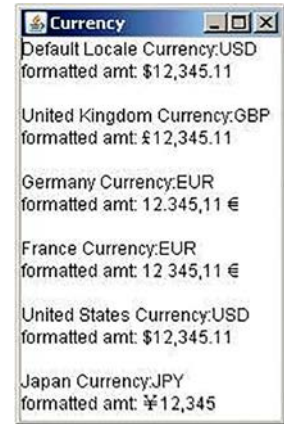 Currency
Default Locale Currency:USD
formatted amt: $12,345.11
United Kingdom Currency:GBP
formatted amt: £12,345.11
Germany Currency:EUR
formatted amt: 12.345,11 €
France Currency:EUR
formatted amt: 12 345,11 €
United States Currency:USD
formatted amt: $12,345.11
Japan Currency:JPY
formatted amt: ¥12,345